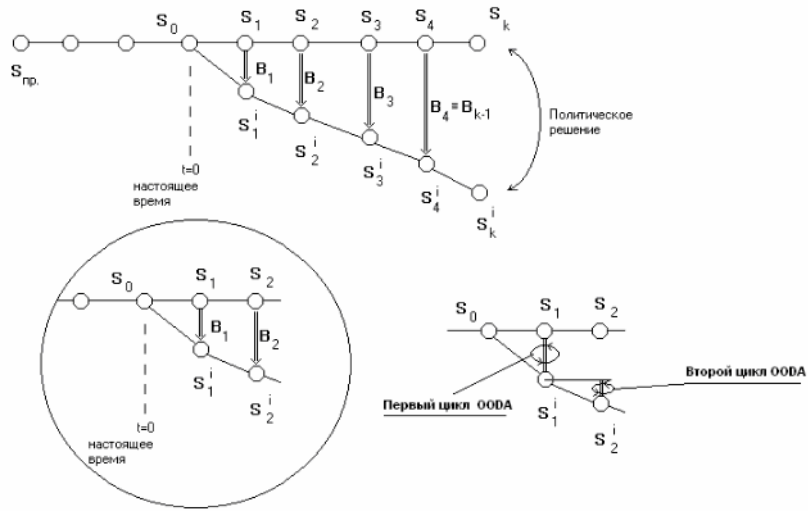 S₀ S₁ S₂ S₃ S₄ Sₖ
Sпр.
B₁ B₂ B₃ B₄ = Bₖ₋₁
S₁ⁱ S₂ⁱ S₃ⁱ S₄ⁱ Sₖⁱ
Политическое
решение
t=0
настоящее
время
S₀ S₁ S₂
B₁ B₂
S₁ⁱ S₂ⁱ
t=0
настоящее
время
S₀ S₁ S₂
Второй цикл OODA
Первый цикл OODA
S₁ⁱ S₂ⁱ